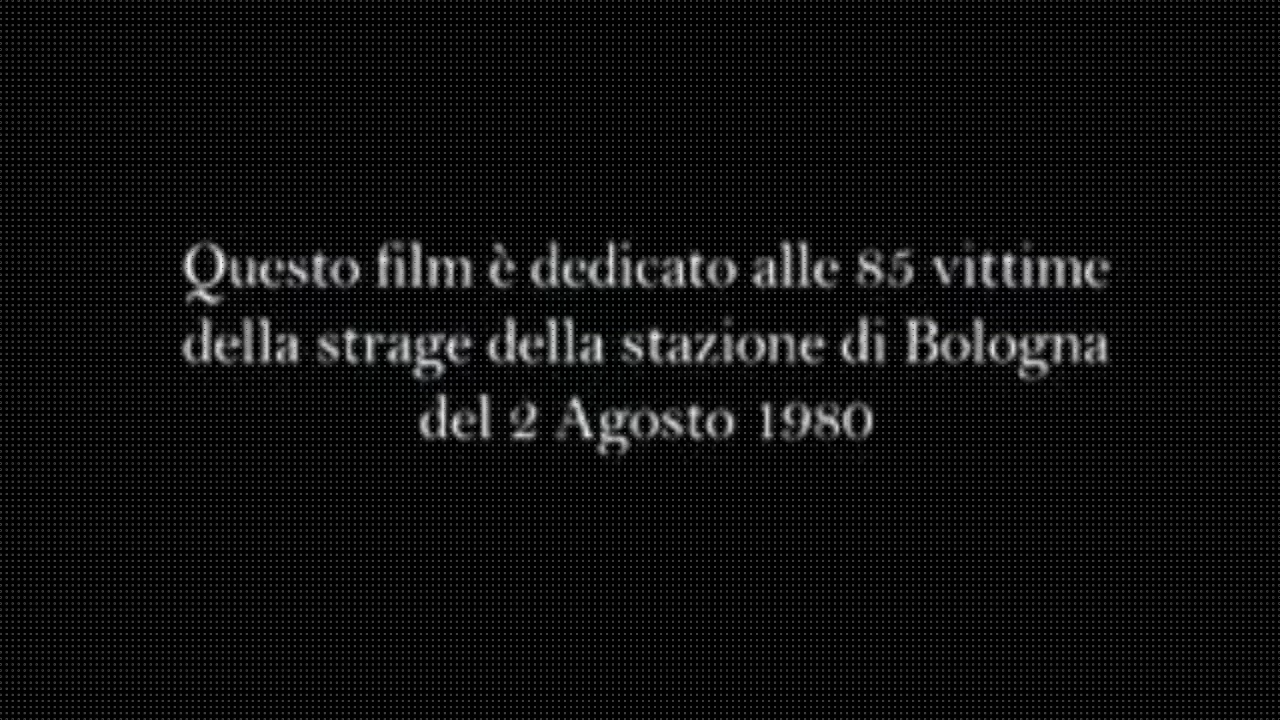 Questo film è dedicato alle 85 vittime
della strage della stazione di Bologna
del 2 Agosto 1980